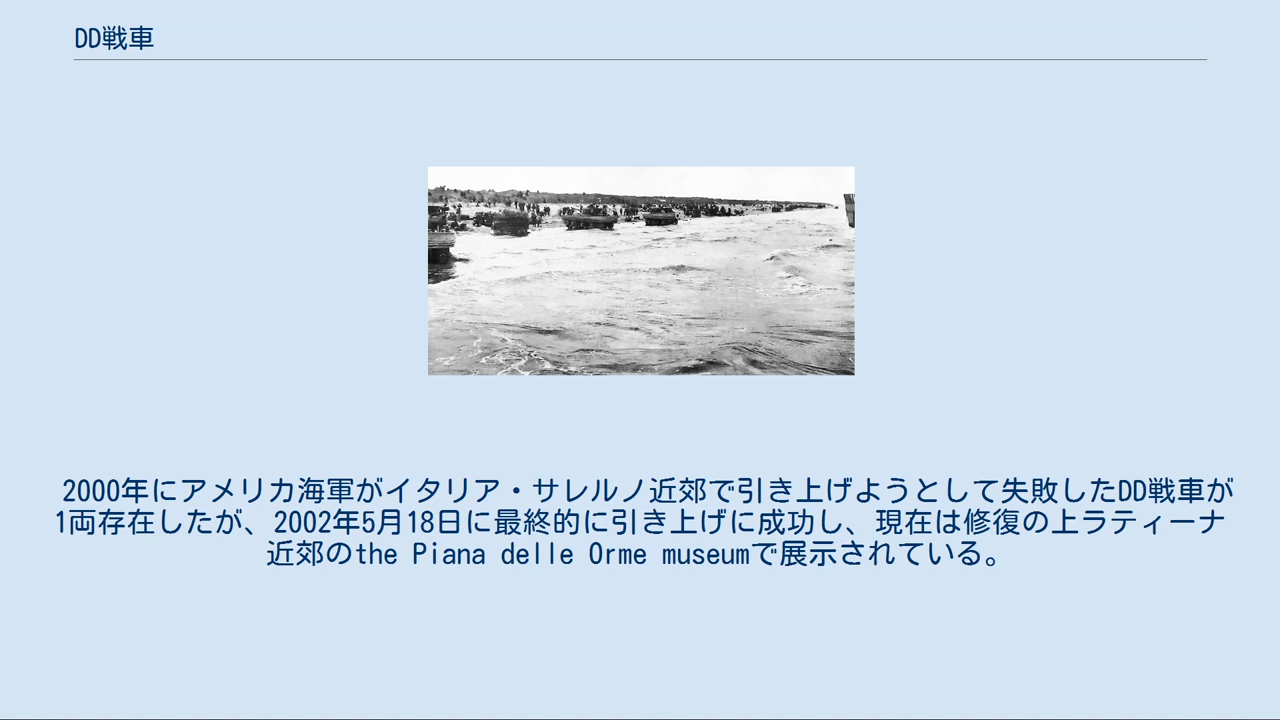 DD戦車
2000年にアメリカ海軍がイタリア・サレルノ近郊で引き上げようとして失敗したDD戦車が
1両存在したが、2002年5月18日に最終的に引き上げに成功し、現在は修復の上ラティーナ
近郊のthe Piana delle Orme museumで展示されている。